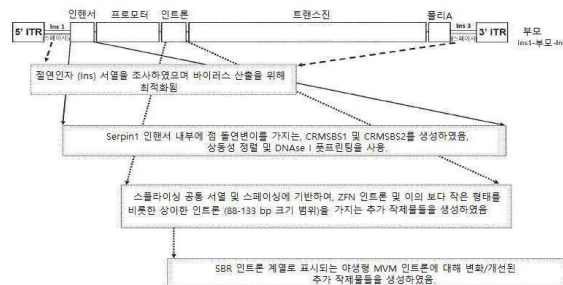 인핸서 프로모터 인트론 트랜스진 폴리A
5' ITR Ins 1 스페이서 Ins 3 스페이서 3' ITR
부모
Ins1-부모-In
절연인자 (Ins) 서열을 조사하였으며 바이러스 산출을 위해
최적화됨
Serpin1 인핸서 내부에 점 돌연변이를 가지는, CRMSBS1 및 CRMSBS2를 생성하였음,
상동성 정렬 및 DNAse I 풋프린팅을 사용.
스플라이싱 공통 서열 및 스페이싱에 기반하여, ZFN 인트론 및 이의 보다 작은 형태를
비롯한 상이한 인트론 (88-133 bp 크기 범위)을 가지는 추가 작제물들을 생성하였음
SBR 인트론 계열로 표시되는 야생형 MVM 인트론에 대해 변화/개선된
추가 작제물들을 생성하였음.